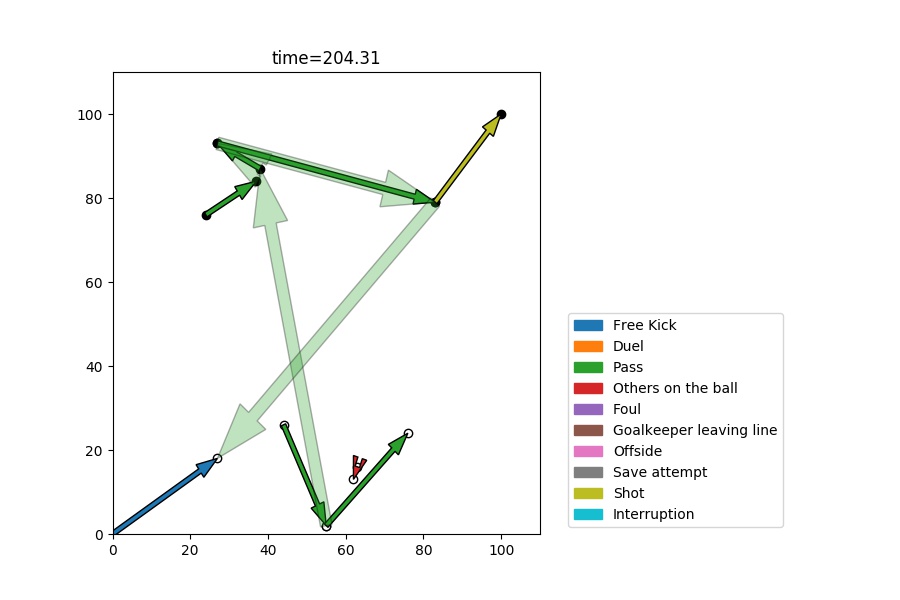 time=204.31
100
80
60
40
20
0
0 20 40 60 80 100
Free Kick
Duel
Pass
Others on the ball
Foul
Goalkeeper leaving line
Offside
Save attempt
Shot
Interruption